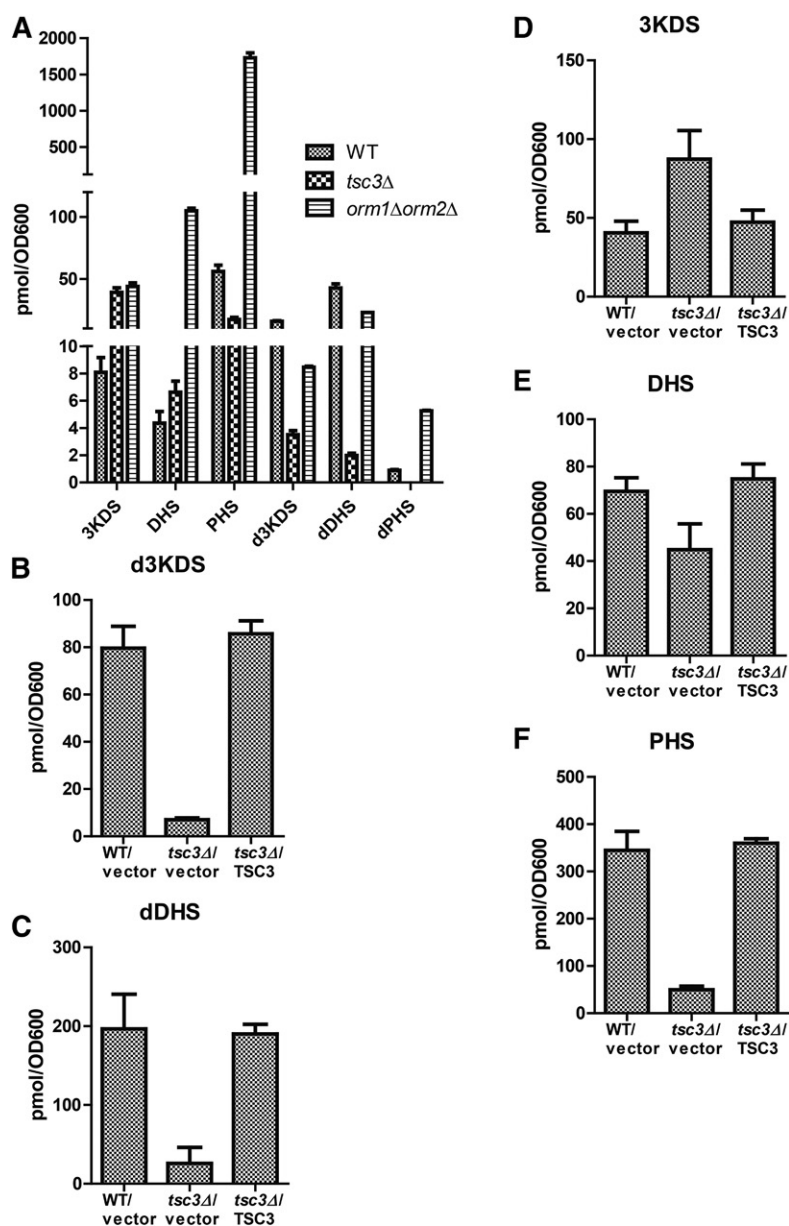 A
2000
1500
1000
500
100
50
8
6
4
2
0
pmol/OD600
WT
tsc3Δ
orm1Δorm2Δ
3KDS
DHS
PHS
d3KDS
dDHS
dPHS
B
d3KDS
100
80
60
40
20
0
pmol/OD600
WT/ tsc3Δ/ tsc3Δ/
vector vector TSC3
C
dDHS
300
200
100
0
pmol/OD600
WT/ tsc3Δ/ tsc3Δ/
vector vector TSC3
D
3KDS
150
100
50
0
pmol/OD600
WT/ tsc3Δ/ tsc3Δ/
vector vector TSC3
E
DHS
100
80
60
40
20
0
pmol/OD600
WT/ tsc3Δ/ tsc3Δ/
vector vector TSC3
F
PHS
500
400
300
200
100
0
pmol/OD600
WT/ tsc3Δ/ tsc3Δ/
vector vector TSC3